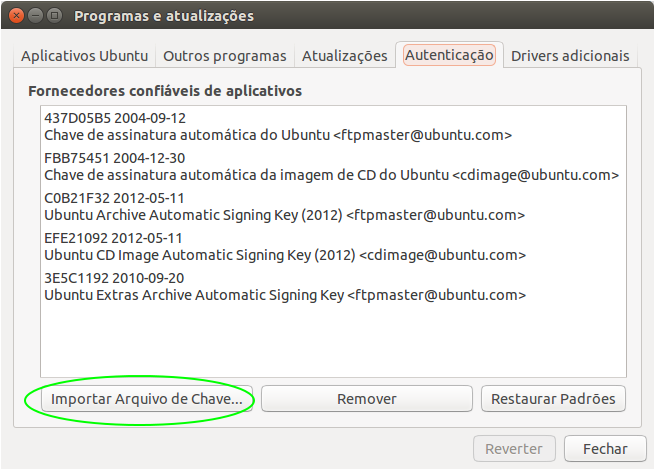 Programas e atualizações
Aplicativos Ubuntu
Outros programas
Atualizações
Autenticação
Drivers adicionais
Fornecedores confiáveis de aplicativos
437D05B5 2004-09-12
Chave de assinatura automática do Ubuntu <ftpmaster@ubuntu.com>
FBB75451 2004-12-30
Chave de assinatura automática da imagem de CD do Ubuntu <cdimage@ubuntu.com>
C0B21F32 2012-05-11
Ubuntu Archive Automatic Signing Key (2012) <ftpmaster@ubuntu.com>
EFE21092 2012-05-11
Ubuntu CD Image Automatic Signing Key (2012) <cdimage@ubuntu.com>
3E5C1192 2010-09-20
Ubuntu Extras Archive Automatic Signing Key <ftpmaster@ubuntu.com>
Importar Arquivo de Chave...
Remover
Restaurar Padrões
Reverter
Fechar